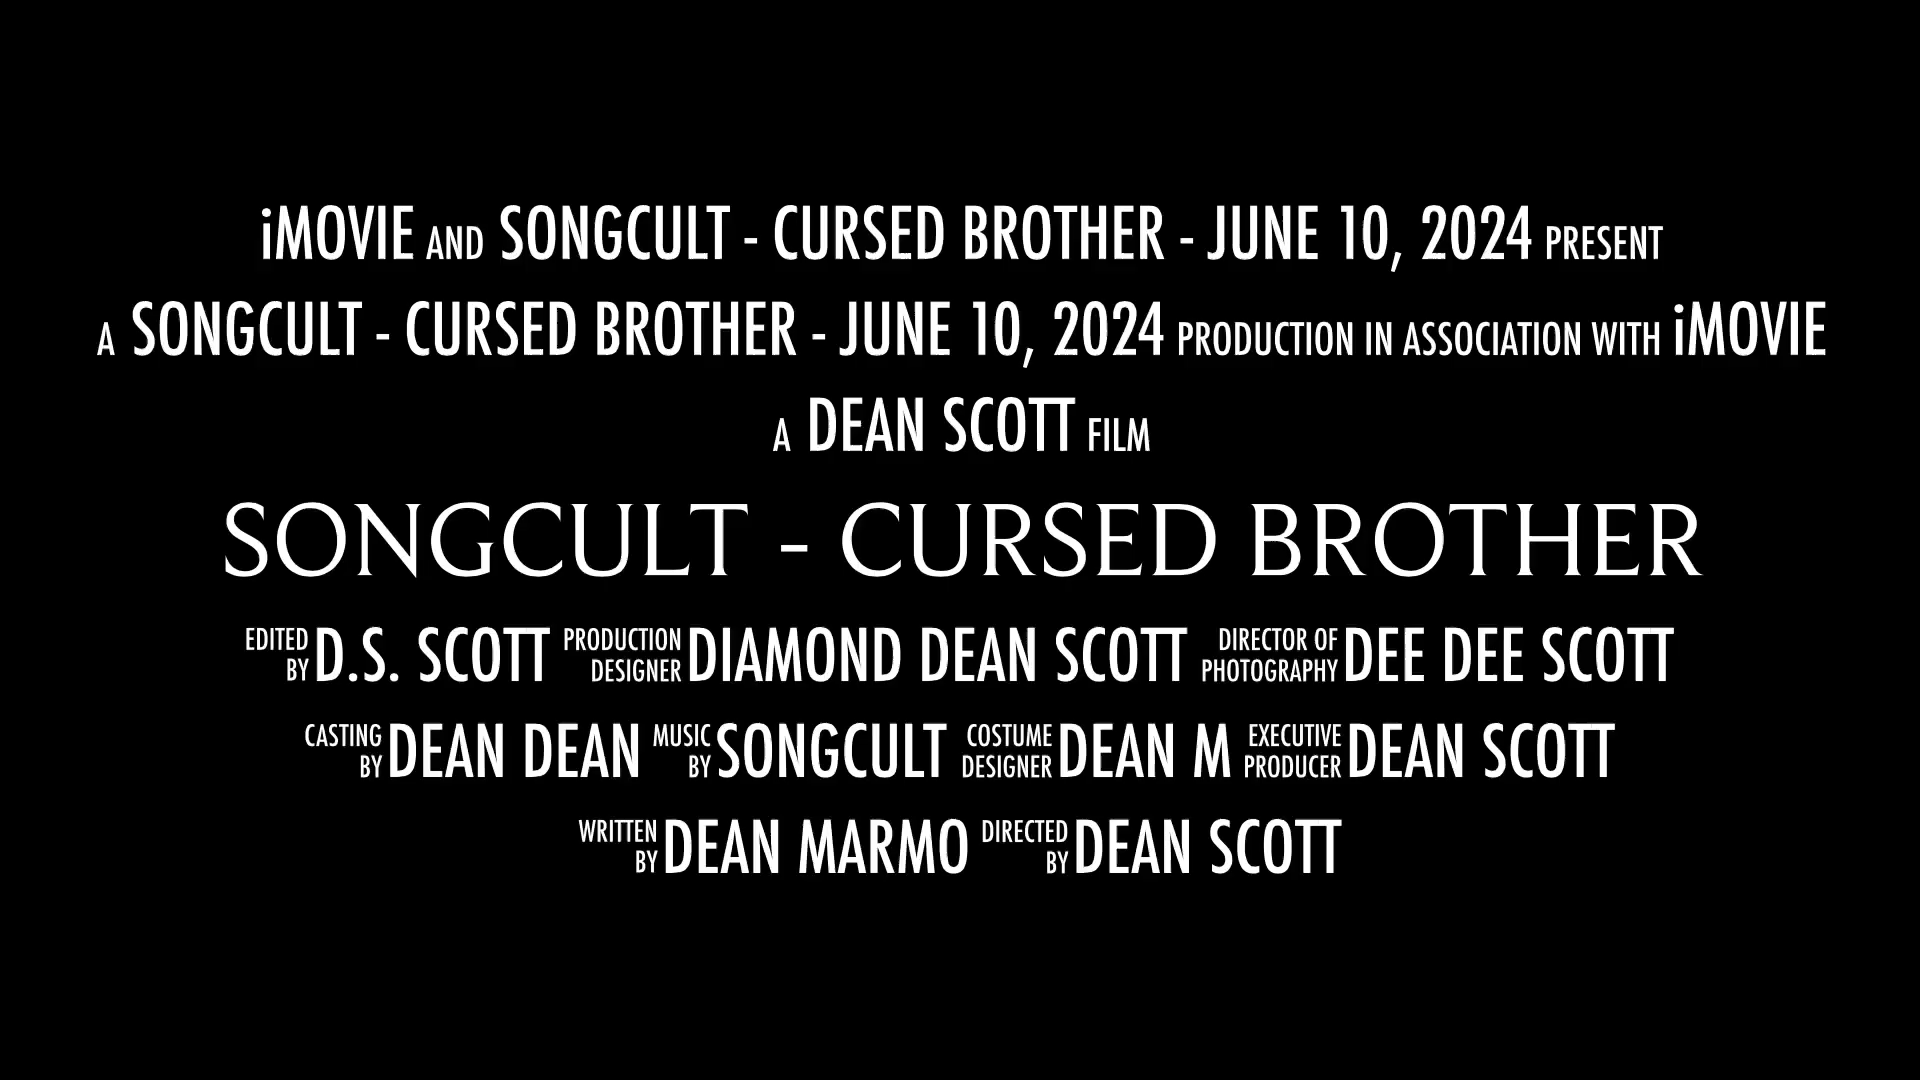 iMOVIE AND SONGCULT - CURSED BROTHER - JUNE 10, 2024 PRESENT
A SONGCULT - CURSED BROTHER - JUNE 10, 2024 PRODUCTION IN ASSOCIATION WITH iMOVIE
A DEAN SCOTT FILM
SONGCULT - CURSED BROTHER
EDITED BY D.S. SCOTT PRODUCTION DESIGNER DIAMOND DEAN SCOTT DIRECTOR OF PHOTOGRAPHY DEE DEE SCOTT
CASTING BY DEAN DEAN MUSIC BY SONGCULT COSTUME DESIGNER DEAN M EXECUTIVE PRODUCER DEAN SCOTT
WRITTEN BY DEAN MARMO DIRECTED BY DEAN SCOTT